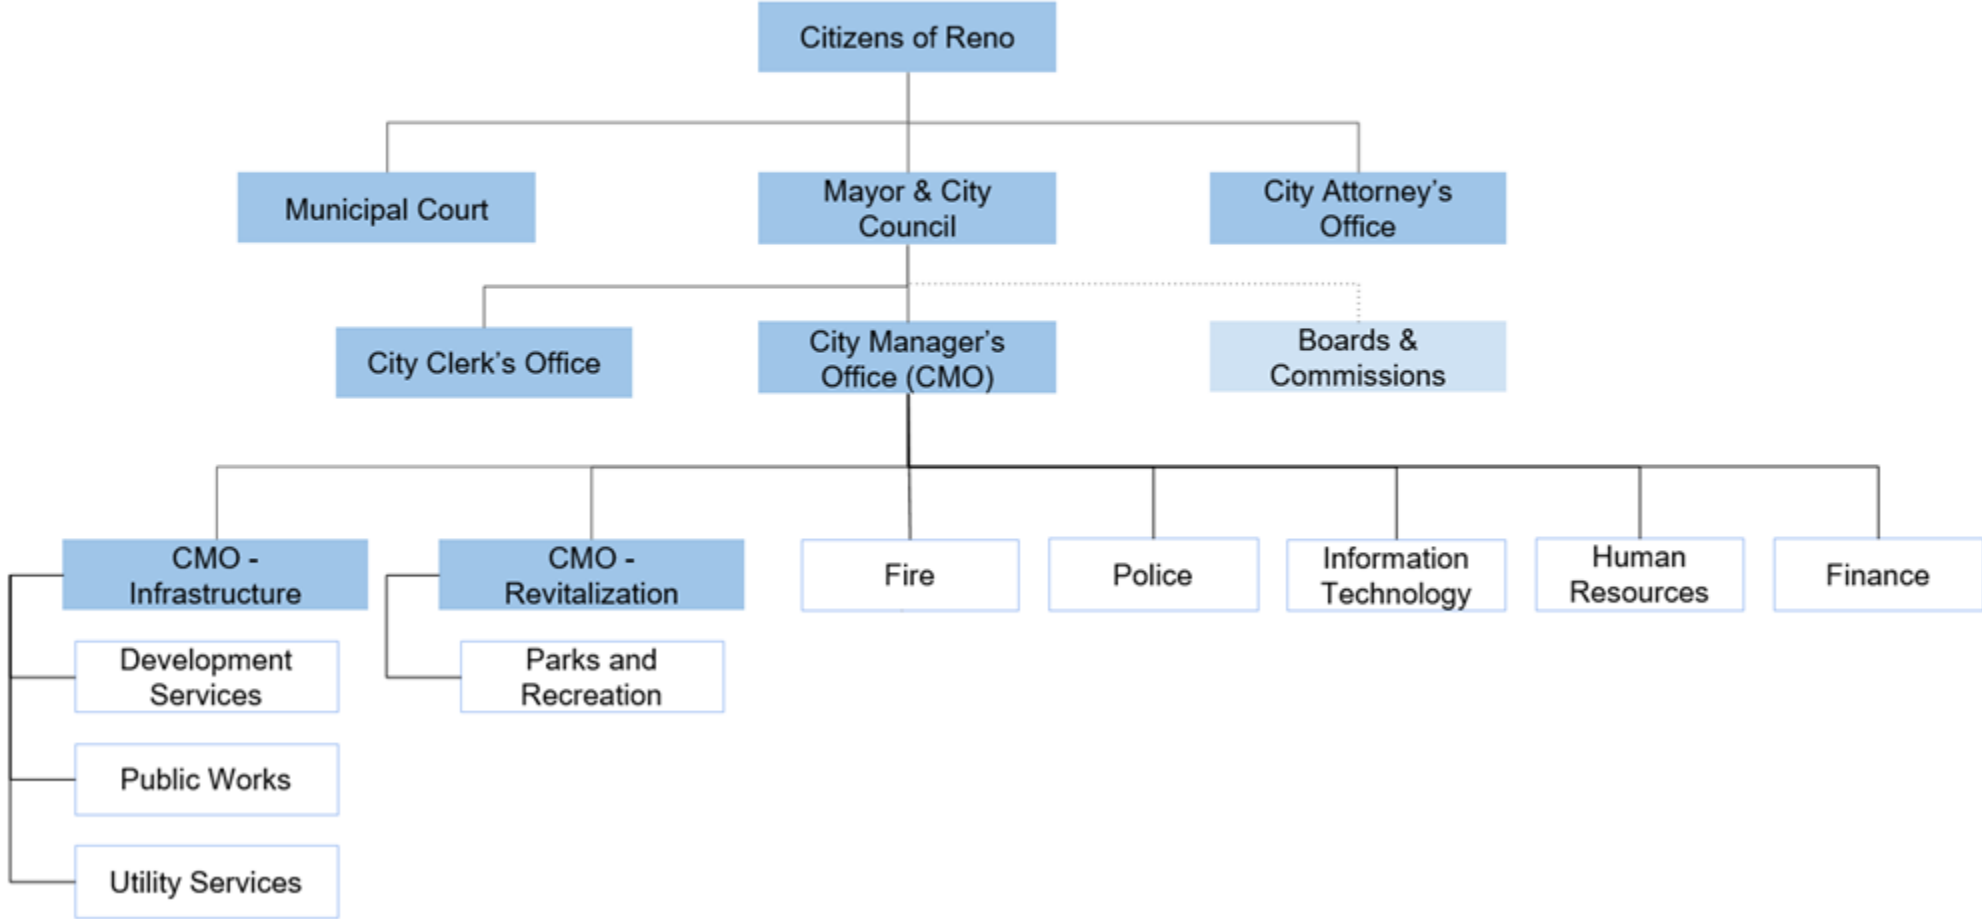 Citizens of Reno
Municipal Court
Mayor & City
Council
City Attorney’s
Office
City Clerk’s Office
City Manager’s
Office (CMO)
Boards &
Commissions
CMO -
Infrastructure
CMO -
Revitalization
Fire
Police
Information
Technology
Human
Resources
Finance
Development
Services
Parks and
Recreation
Public Works
Utility Services